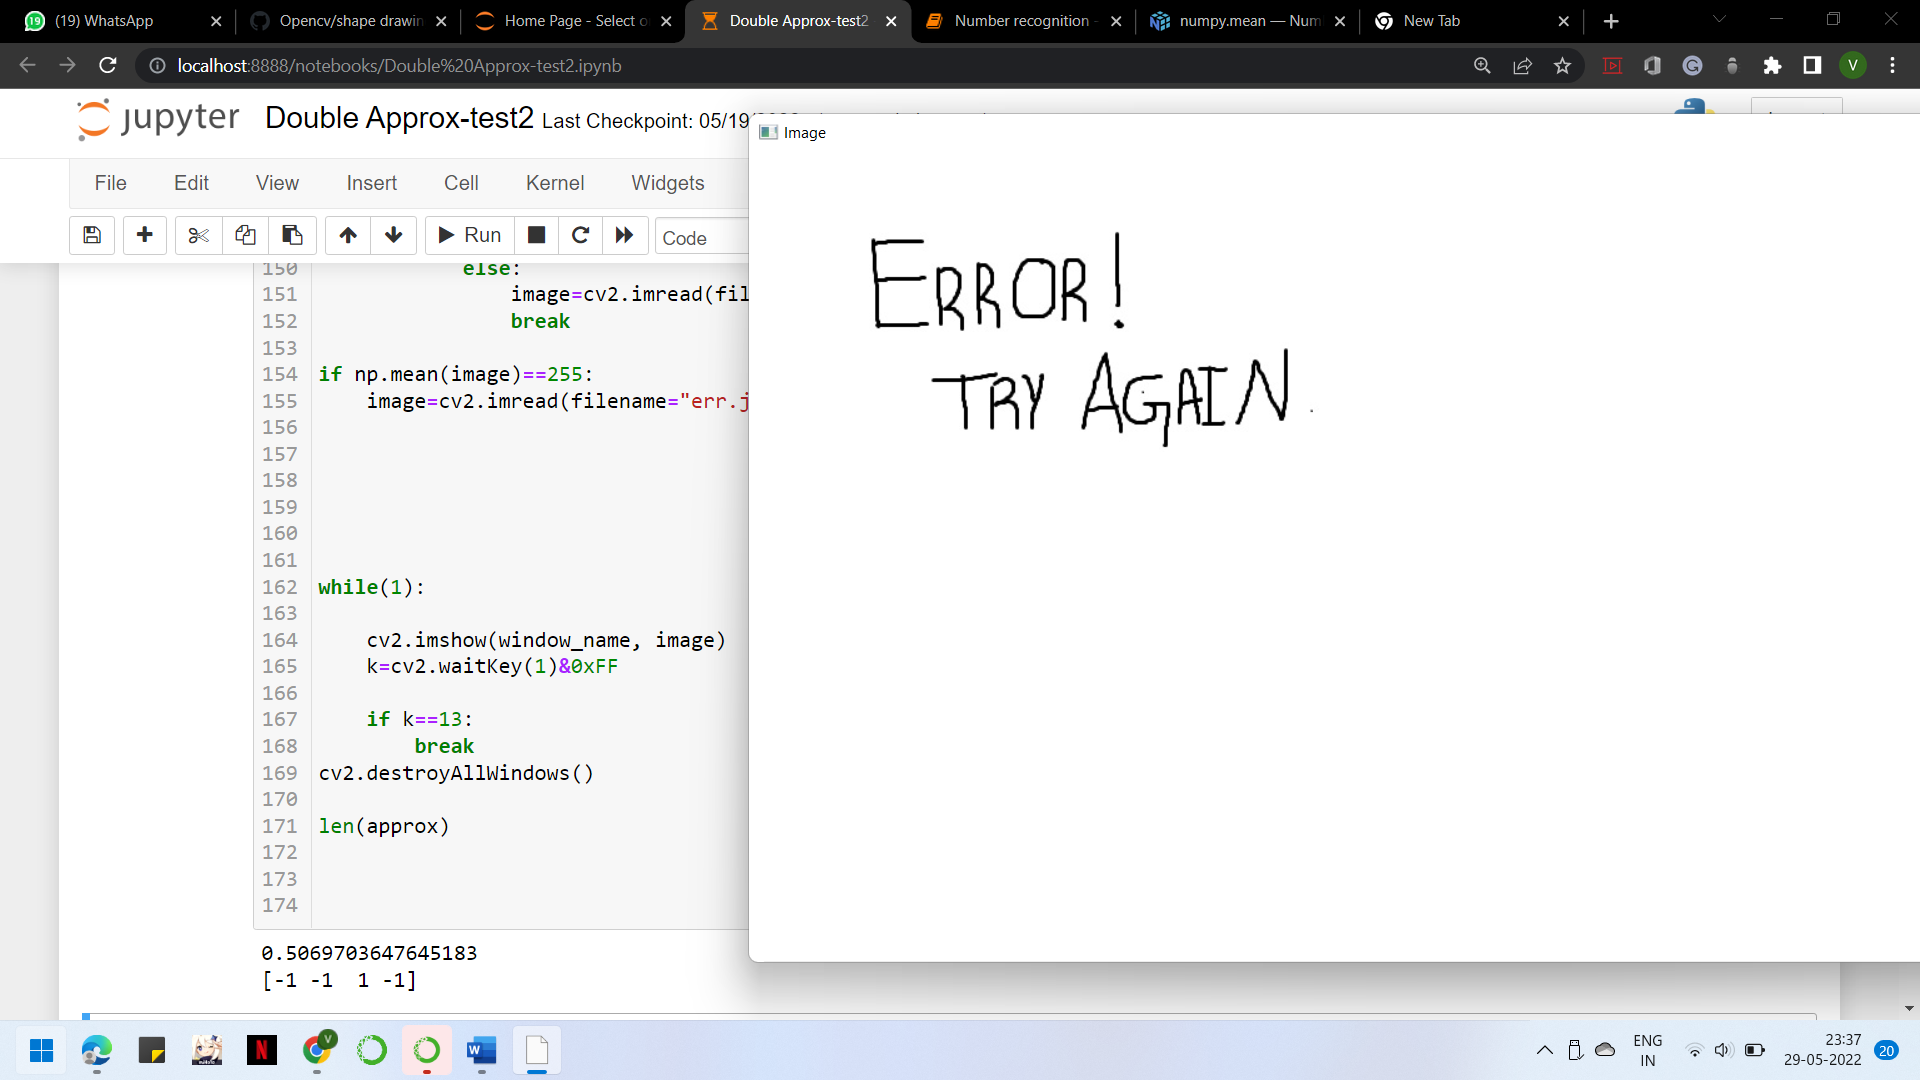 (19) WhatsApp
Opencv/shape drawin
Home Page - Select o
Double Approx-test2
Number recognition -
numpy.mean — Num
New Tab
localhost:8888/notebooks/Double%20Approx-test2.ipynb
V
jupyter Double Approx-test2 Last Checkpoint: 05/19
File Edit View Insert Cell Kernel Widgets
Run Code
150 else:
151 image=cv2.imread(fil
152 break
153
154 if np.mean(image)==255:
155 image=cv2.imread(filename="err.j
156
157
158
159
160
161
162 while(1):
163
164 cv2.imshow(window_name, image)
165 k=cv2.waitKey(1)&0xFF
166
167 if k==13:
168 break
169 cv2.destroyAllWindows()
170
171 len(approx)
172
173
174
0.5069703647645183
[-1 -1  1 -1]
Image
ERROR!
TRY AGAIN.
ENG
IN
23:37
29-05-2022
20